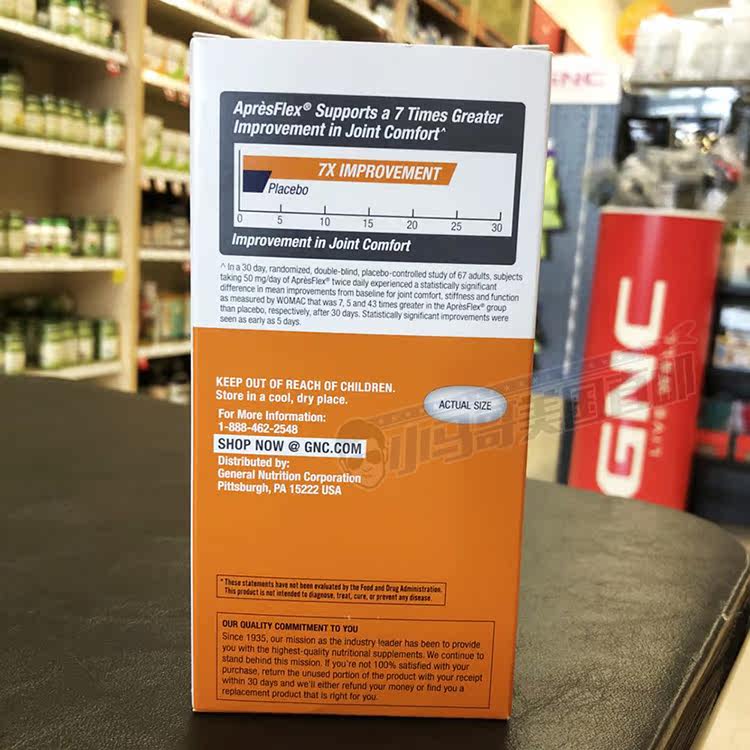 AprèsFlex® Supports a 7 Times Greater
Improvement in Joint Comfort^
7X IMPROVEMENT
Placebo
0 5 10 15 20 25 30
Improvement in Joint Comfort
^ In a 30 day, randomized, double-blind, placebo-controlled study of 67 adults, subjects
taking 50 mg/day of AprèsFlex® twice daily experienced a statistically significant
difference in mean improvements from baseline for joint comfort, stiffness and function
as measured by WOMAC that was 7, 5 and 43 times greater in the AprèsFlex® group
than placebo, respectively, after 30 days. Statistically significant improvements were
seen as early as 5 days.
KEEP OUT OF REACH OF CHILDREN.
Store in a cool, dry place.
ACTUAL SIZE
For More Information:
1-888-462-2548
SHOP NOW @ GNC.COM
Distributed by:
General Nutrition Corporation
Pittsburgh, PA 15222 USA
*These statements have not been evaluated by the Food and Drug Administration.
This product is not intended to diagnose, treat, cure, or prevent any disease.
OUR QUALITY COMMITMENT TO YOU
Since 1935, our mission as the industry leader has been to provide
you with the highest-quality nutritional supplements. We continue to
stand behind this mission. If you're not 100% satisfied with your
purchase, return the unused portion of the product with your receipt
within 30 days and we'll either refund your money or find you a
replacement product that is right for you.
GNC
GNC
LIVE WELL
小马哥美国老师